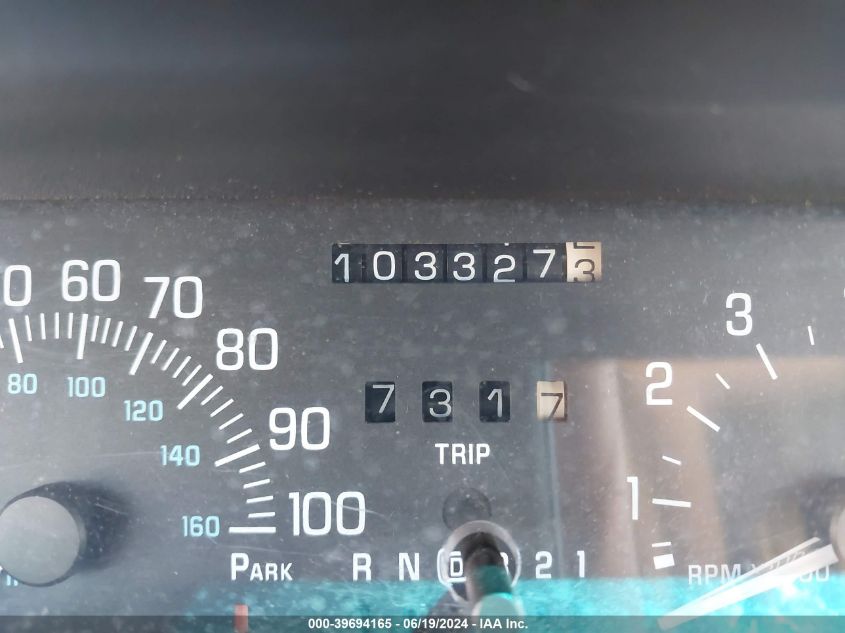 1033273
0 60 70 80 90 100
80 100 120 140 160
7317
TRIP
1 2 3
PARK R N D 2 1
RPM
000-39694165 - 06/19/2024 - IAA Inc.